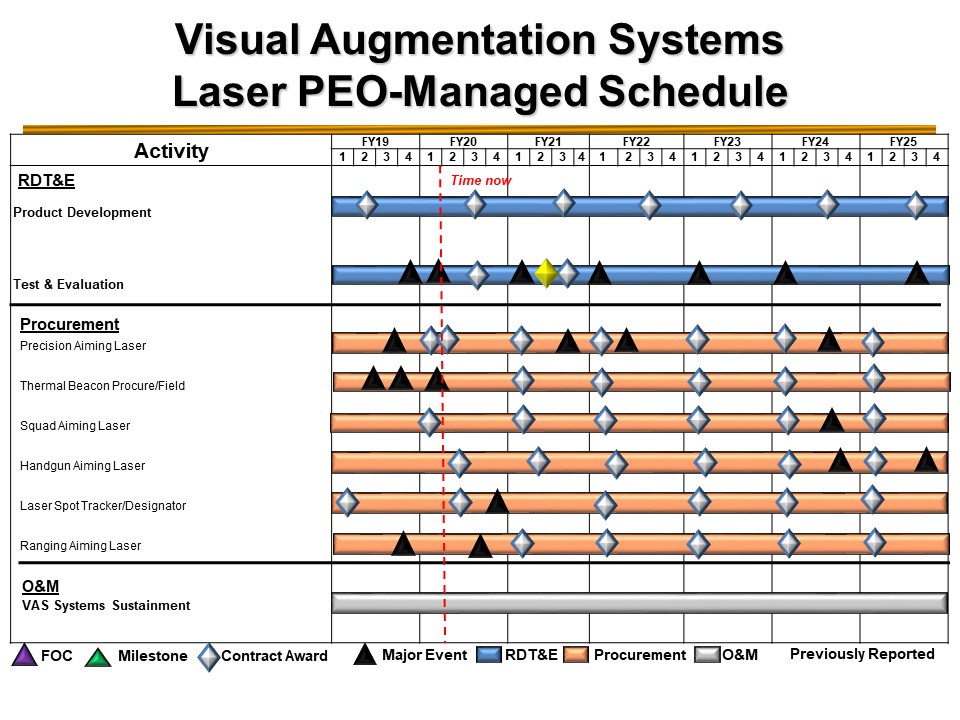 Visual Augmentation Systems
Laser PEO-Managed Schedule
Activity FY19 FY20 FY21 FY22 FY23 FY24 FY25
1 2 3 4 1 2 3 4 1 2 3 4 1 2 3 4 1 2 3 4 1 2 3 4 1 2 3 4
RDT&E Time now
Product Development
Test & Evaluation
Procurement
Precision Aiming Laser
Thermal Beacon Procure/Field
Squad Aiming Laser
Handgun Aiming Laser
Laser Spot Tracker/Designator
Ranging Aiming Laser
O&M
VAS Systems Sustainment
FOC Milestone Contract Award Major Event RDT&E Procurement O&M Previously Reported